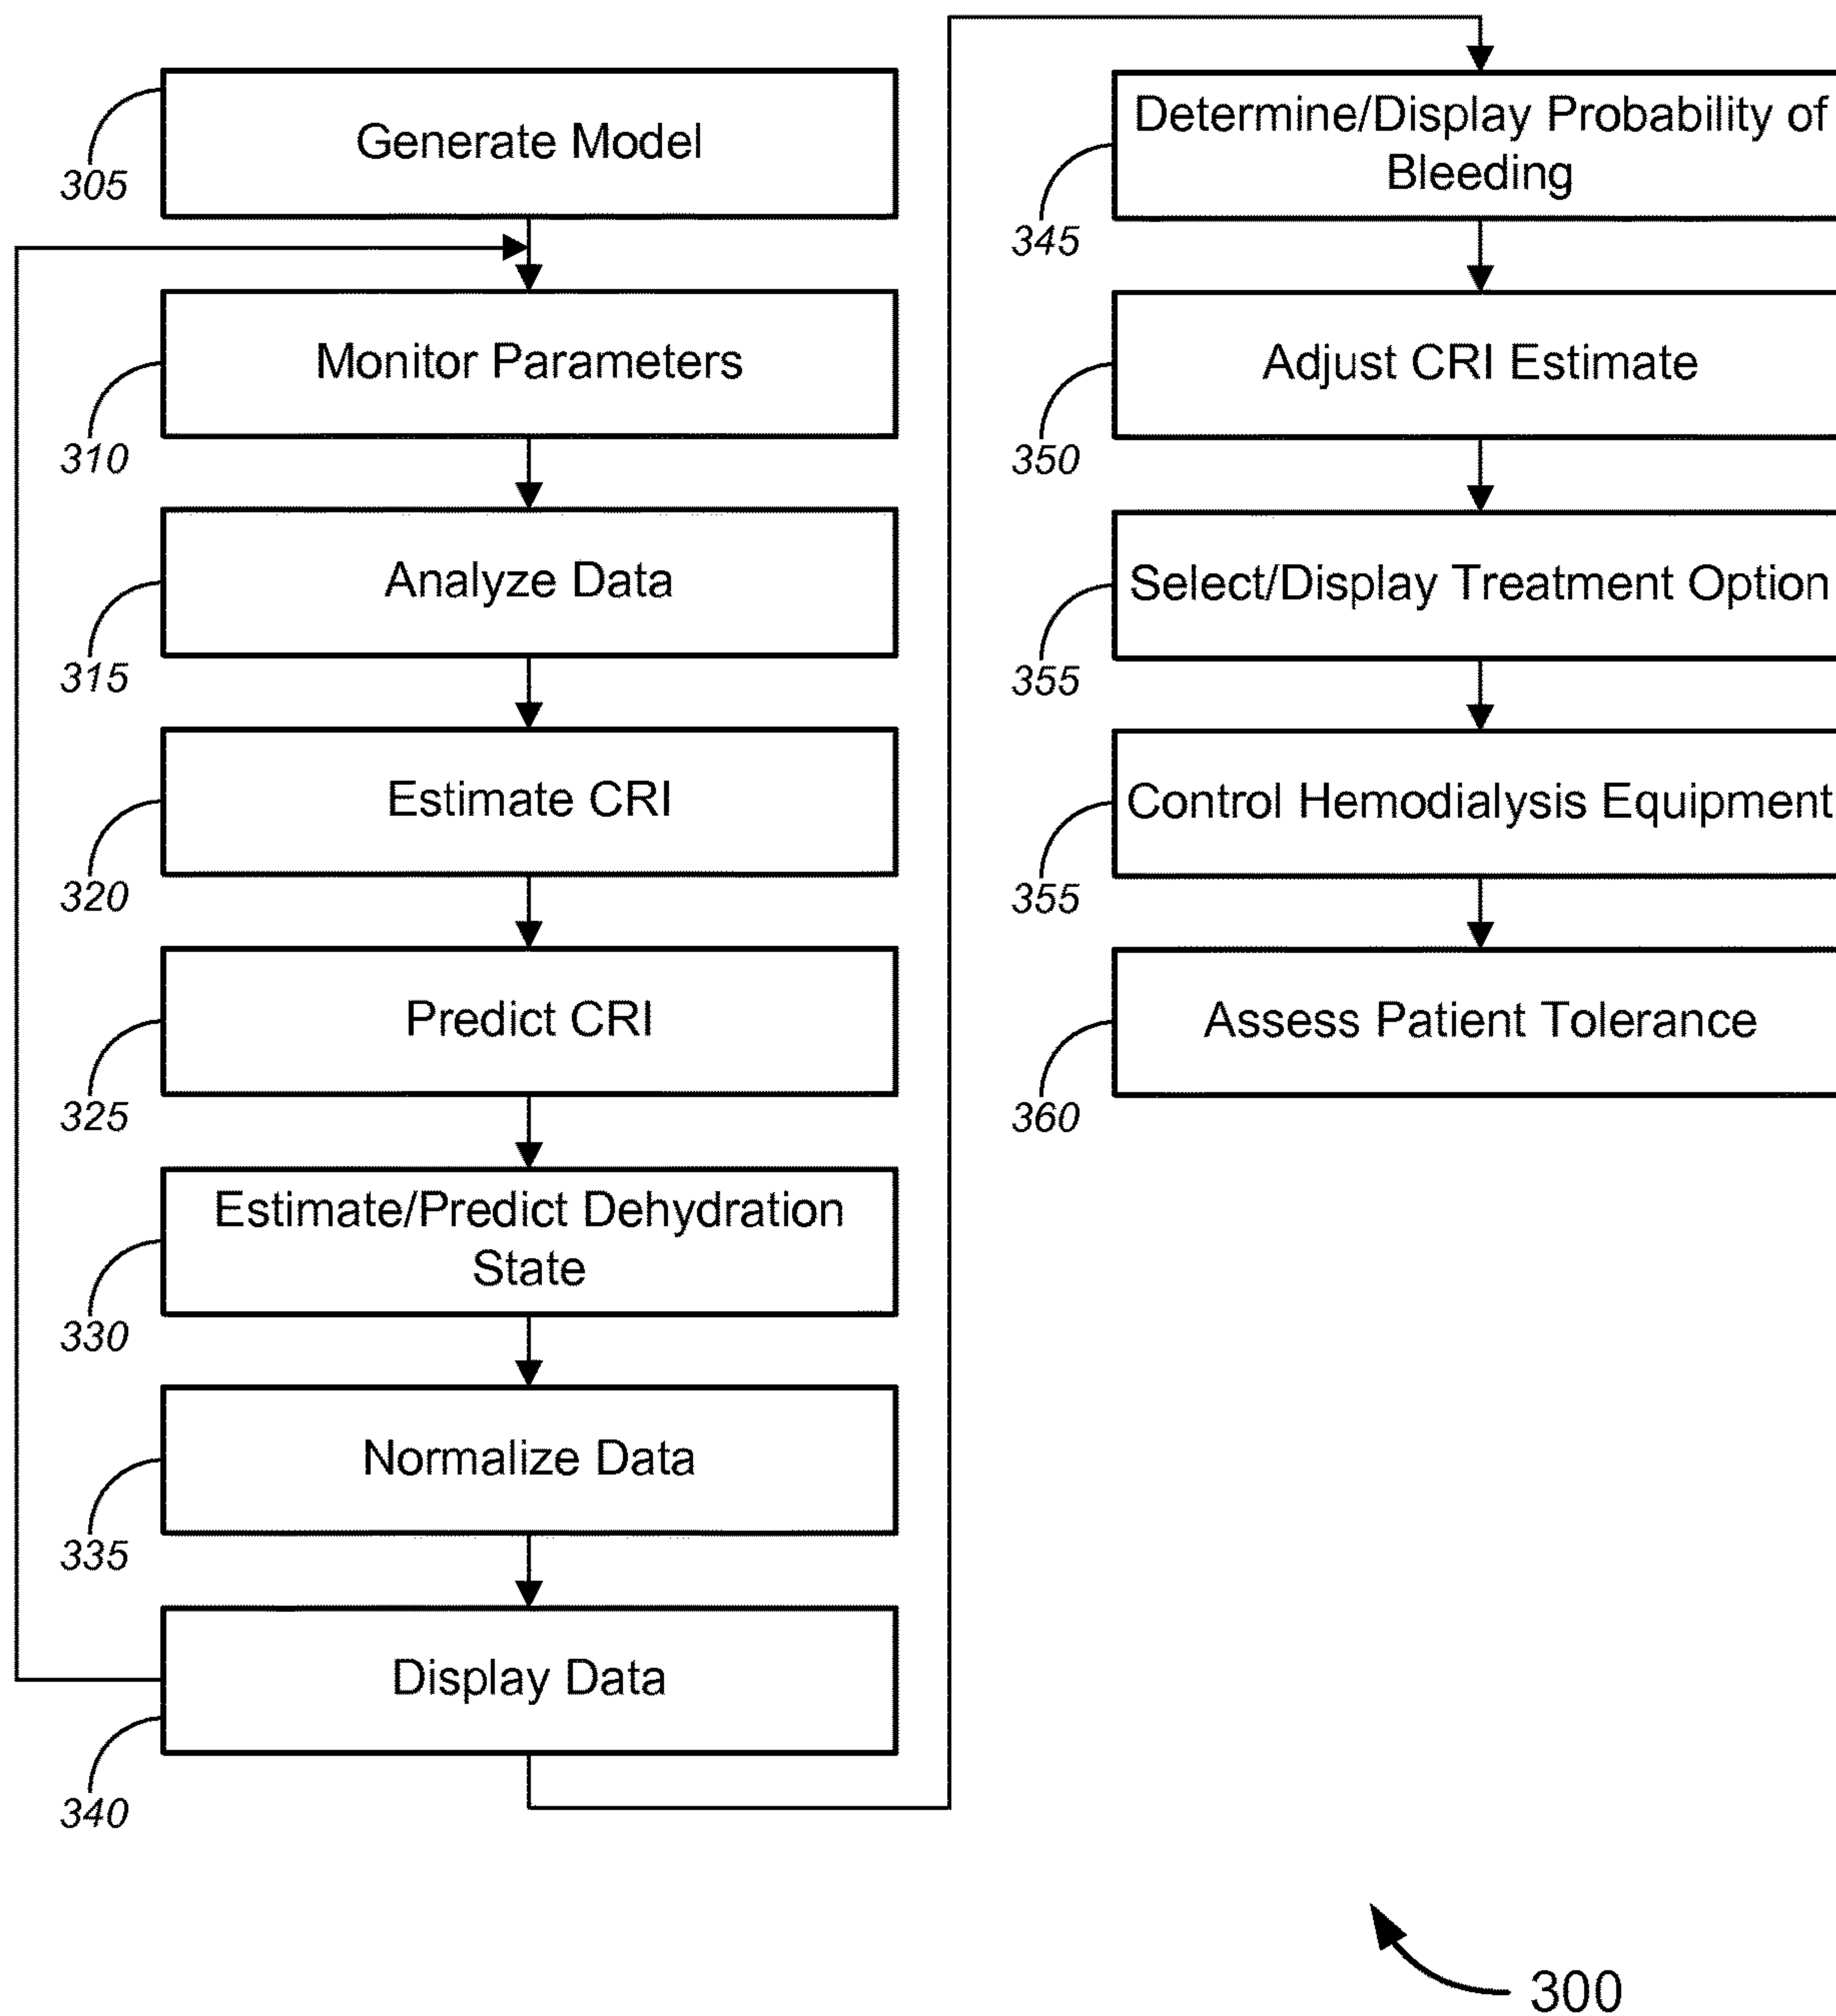 Generate Model
305
Monitor Parameters
310
Analyze Data
315
Estimate CRI
320
Predict CRI
325
Estimate/Predict Dehydration
State
330
Normalize Data
335
Display Data
340
Determine/Display Probability of
Bleeding
345
Adjust CRI Estimate
350
Select/Display Treatment Option
355
Control Hemodialysis Equipment
355
Assess Patient Tolerance
360
300